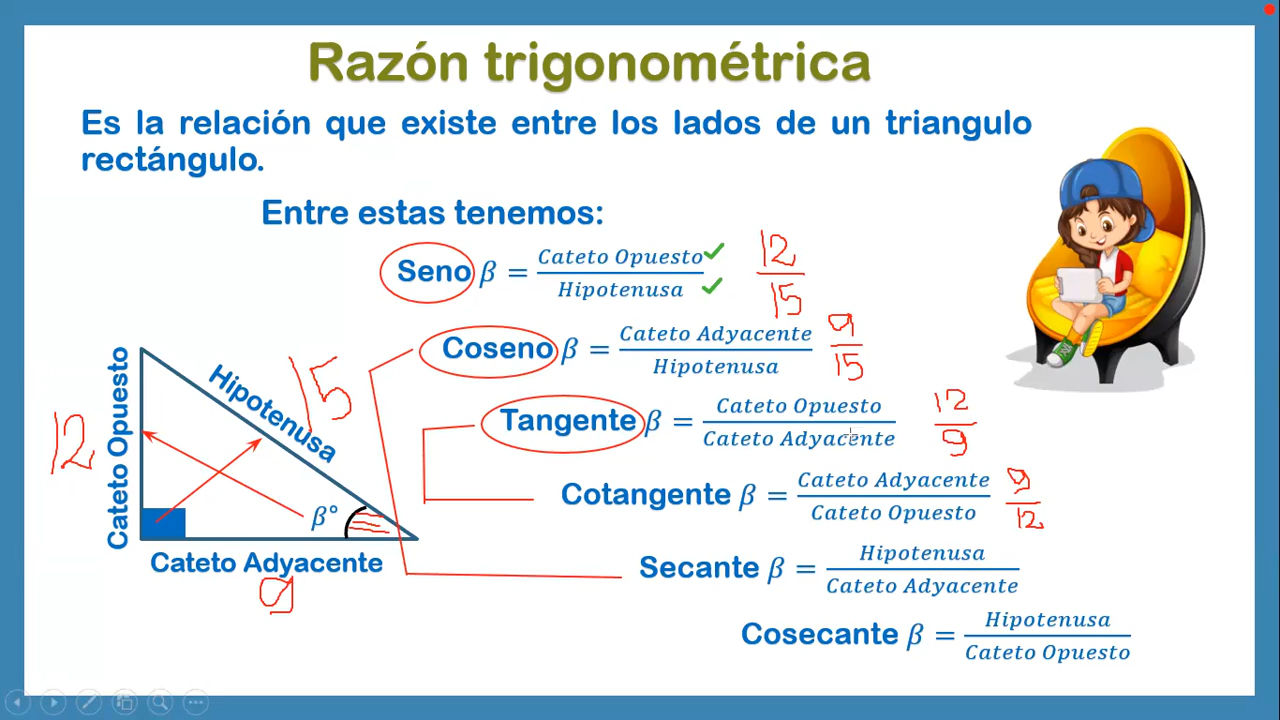 Razón trigonométrica
Es la relación que existe entre los lados de un triangulo
rectángulo.
Entre estas tenemos:
Seno β = Cateto Opuesto / Hipotenusa 12/15
Coseno β = Cateto Adyacente / Hipotenusa 9/15
Tangente β = Cateto Opuesto / Cateto Adyacente 12/9
Cotangente β = Cateto Adyacente / Cateto Opuesto 9/12
Secante β = Hipotenusa / Cateto Adyacente
Cosecante β = Hipotenusa / Cateto Opuesto
12
Cateto Opuesto
Hipotenusa
15
β°
Cateto Adyacente
9